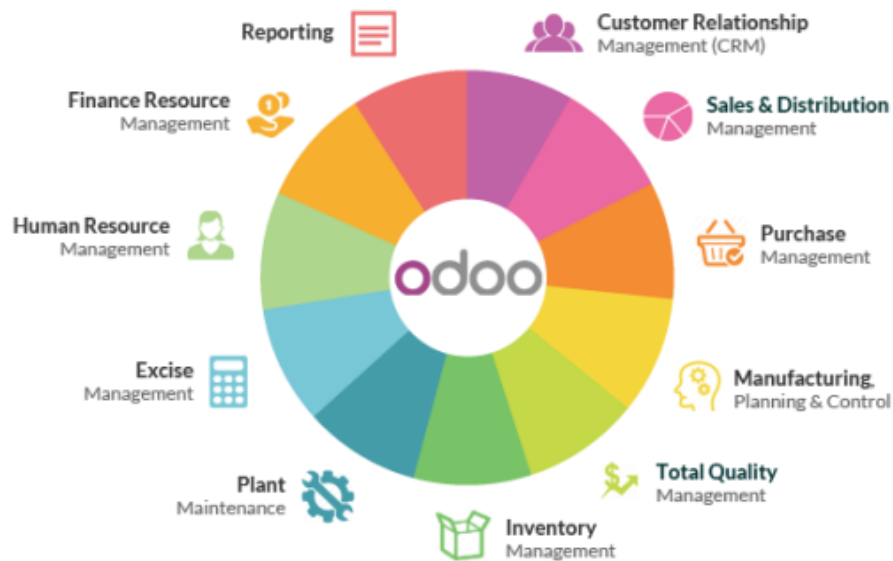 Reporting
Customer Relationship
Management (CRM)
Finance Resource
Management
Sales & Distribution
Management
Human Resource
Management
Purchase
Management
odoo
Excise
Management
Manufacturing,
Planning & Control
Plant
Maintenance
Total Quality
Management
Inventory
Management